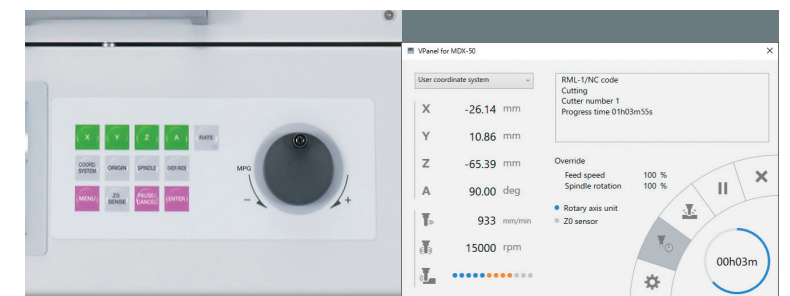 X
Y
Z
A
RATE
COORD. SYSTEM
ORIGIN
SPINDLE
OVER RIDE
MENU
Z0 SENSE
PAUSE/ CANCEL
ENTER
MPG
−
+
VPanel for MDX-50
User coordinate system
X -26.14 mm
Y 10.86 mm
Z -65.39 mm
A 90.00 deg
933 mm/min
15000 rpm
RML-1/NC code
Cutting
Cutter number 1
Progress time 01h03m55s
Override
Feed speed 100 %
Spindle rotation 100 %
Rotary axis unit
Z0 sensor
00h03m